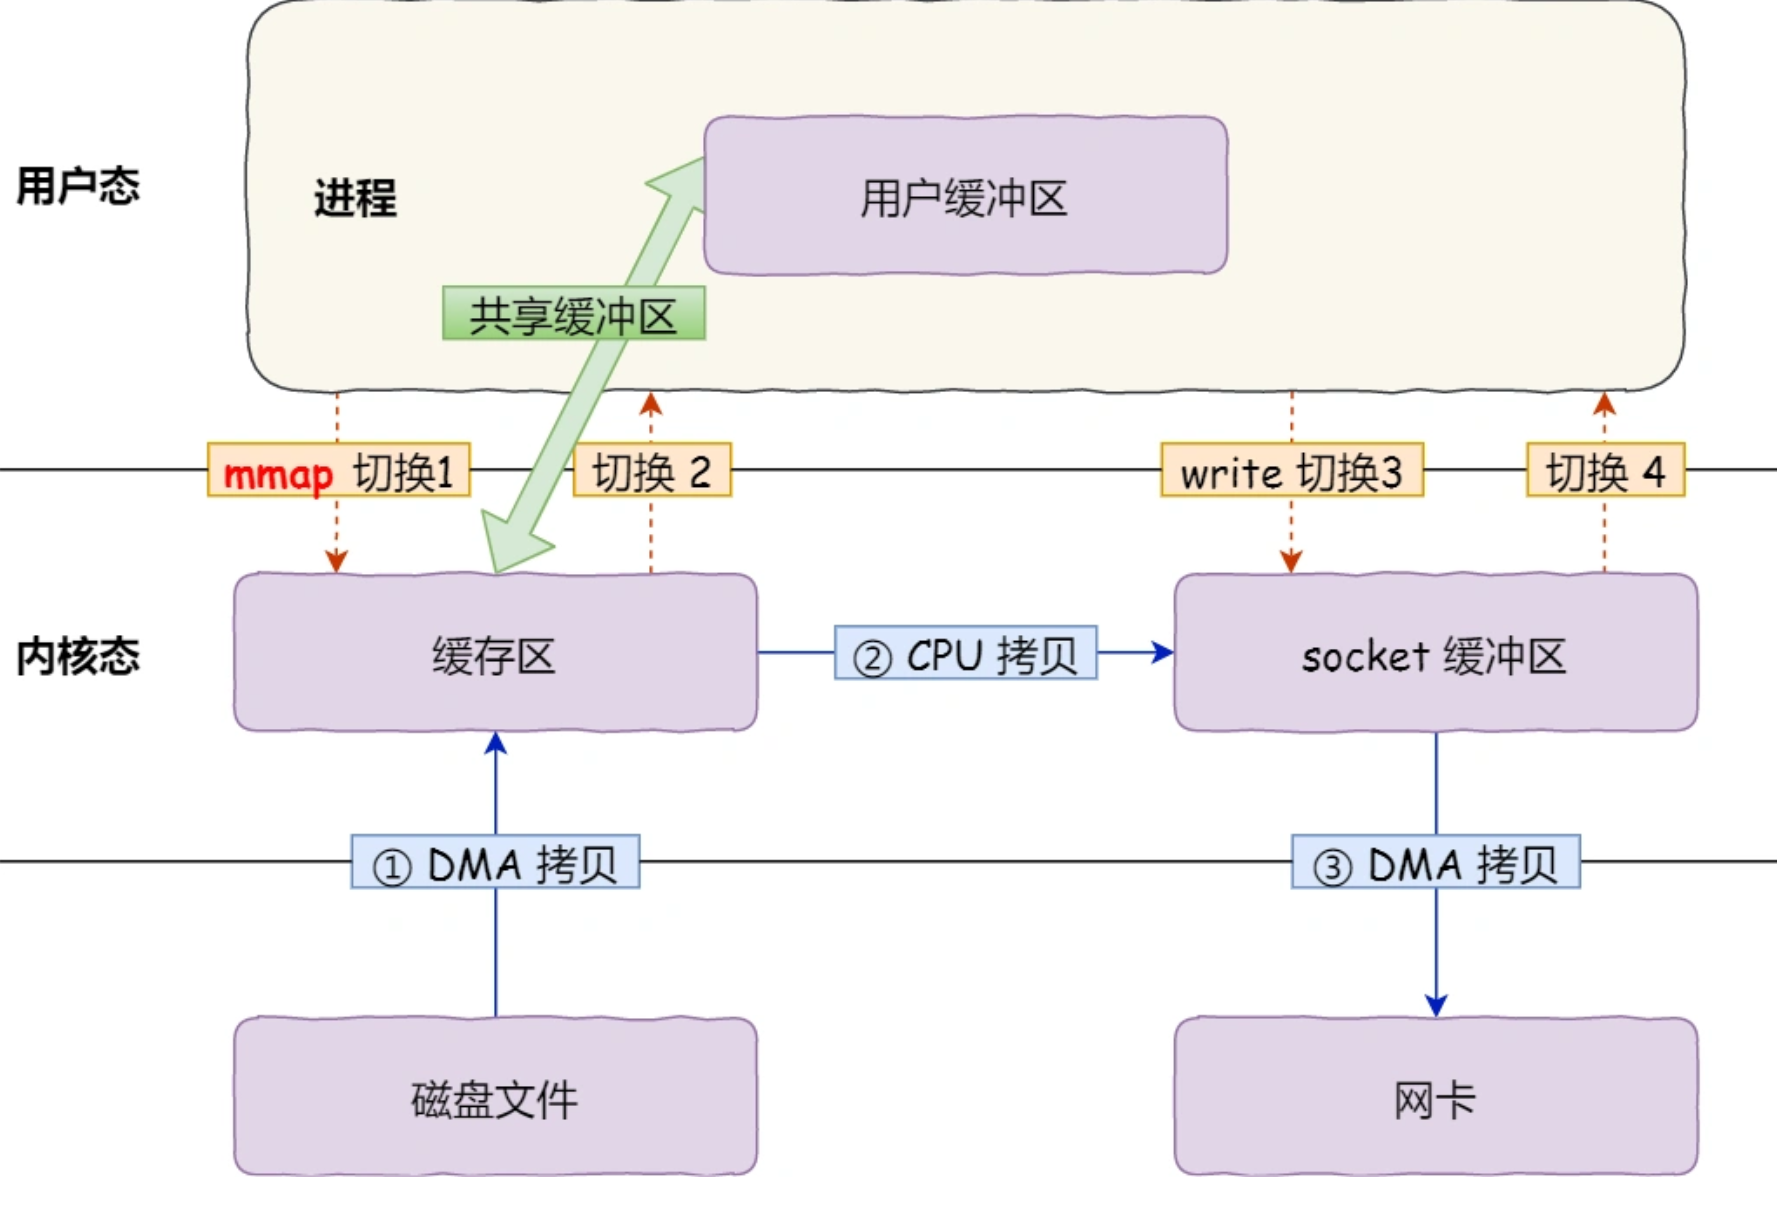 用户态
进程
用户缓冲区
共享缓冲区
mmap 切换1
切换 2
write 切换3
切换 4
内核态
缓存区
② CPU 拷贝
socket 缓冲区
① DMA 拷贝
③ DMA 拷贝
磁盘文件
网卡